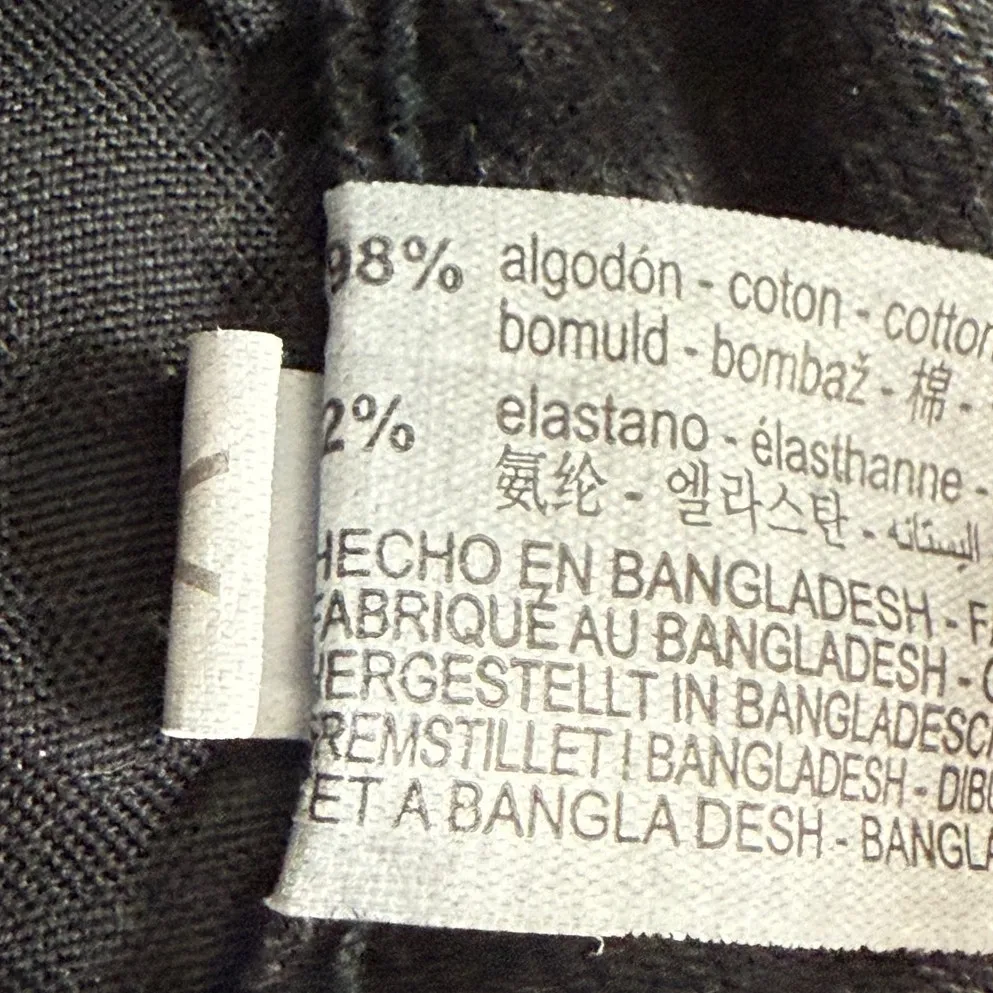 98% algodón - coton - cotton
bomuld - bombaž - 棉 -
2% elastano - élasthanne -
氨纶 - 엘라스탄 - البستانه
HECHO EN BANGLADESH - FA
FABRIQUÉ AU BANGLADESH -
HERGESTELLT IN BANGLADESCH
FREMSTILLET I BANGLADESH - DIBU
ET A BANGLA DESH - BANGLA